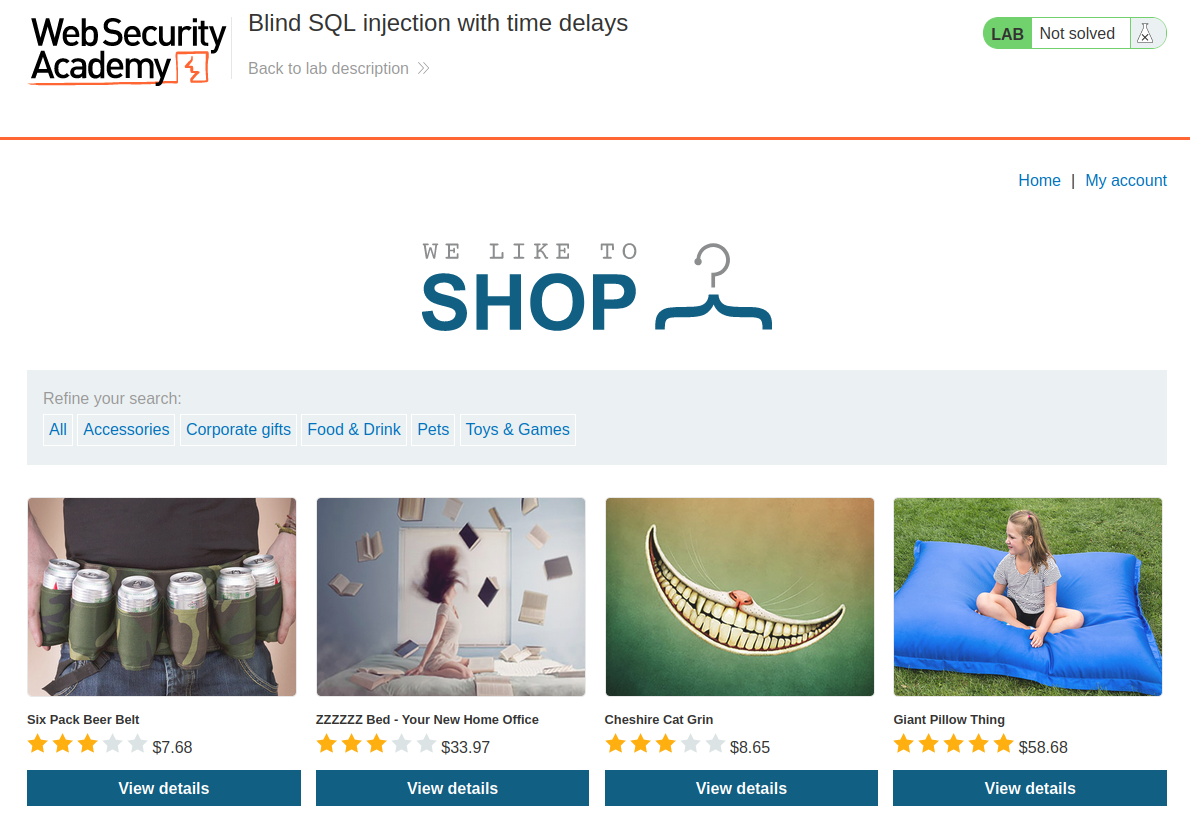 Web Security
Academy
Blind SQL injection with time delays
Back to lab description
LAB Not solved
Home | My account
WE LIKE TO
SHOP
Refine your search:
All Accessories Corporate gifts Food & Drink Pets Toys & Games
Six Pack Beer Belt
$7.68
View details
ZZZZZZ Bed - Your New Home Office
$33.97
View details
Cheshire Cat Grin
$8.65
View details
Giant Pillow Thing
$58.68
View details